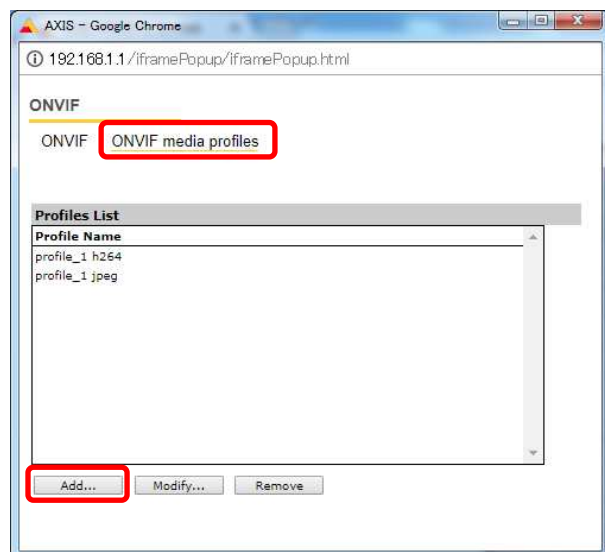 AXIS - Google Chrome
192.168.1.1/iframePopup/iframePopup.html
ONVIF
ONVIF ONVIF media profiles
Profiles List
Profile Name
profile_1 h264
profile_1 jpeg
Add... Modify... Remove